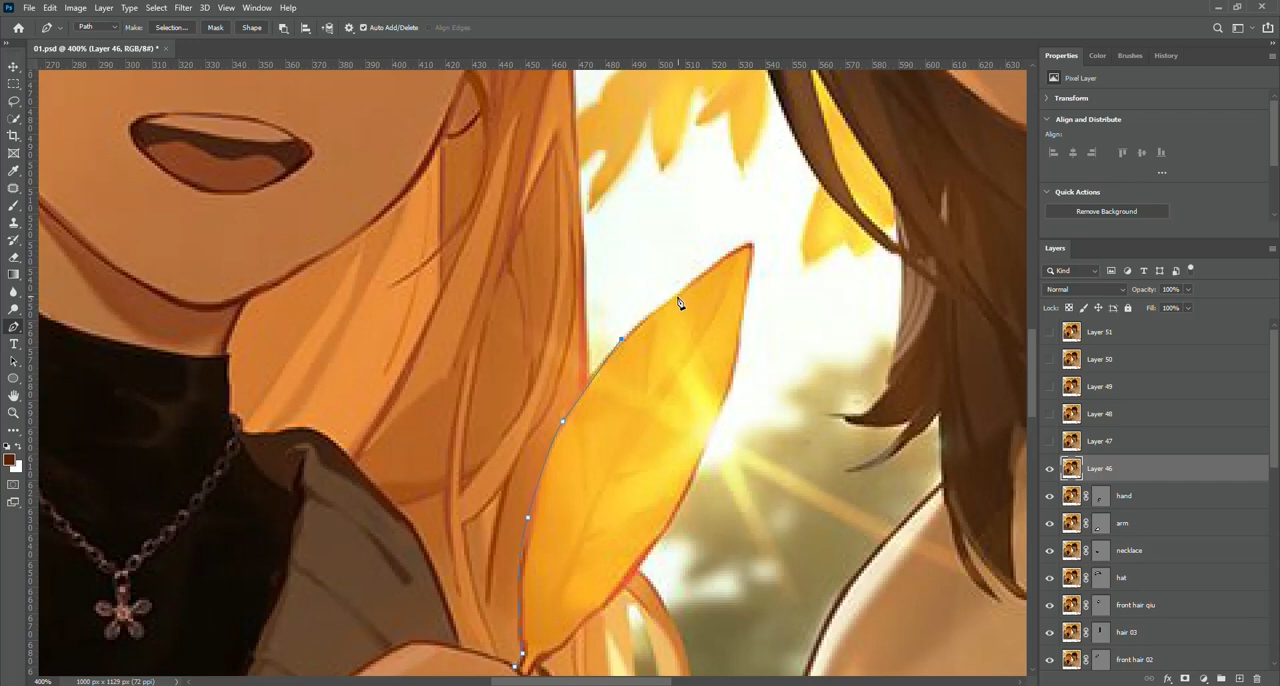 Ps File Edit Image Layer Type Select Filter 3D View Window Help
Path Make: Selection... Mask Shape Auto Add/Delete Align Edges
01.psd @ 400% (Layer 46, RGB/8#) * ×
270 280 290 300 310 320 330 340 350 360 370 380 390 400 410 420 430 440 450 460 470 480 490 500 510 520 530 540 550 560 570 580 590 600 610 620 630
Properties Color Brushes History
Pixel Layer
Transform
Align and Distribute
Align:
Quick Actions
Remove Background
Layers
Kind
Normal Opacity: 100%
Lock: Fill: 100%
Layer 51
Layer 50
Layer 49
Layer 48
Layer 47
Layer 46
hand
arm
necklace
hat
front hair qiu
hair 03
front hair 02
400% 1000 px x 1129 px (72 ppi)